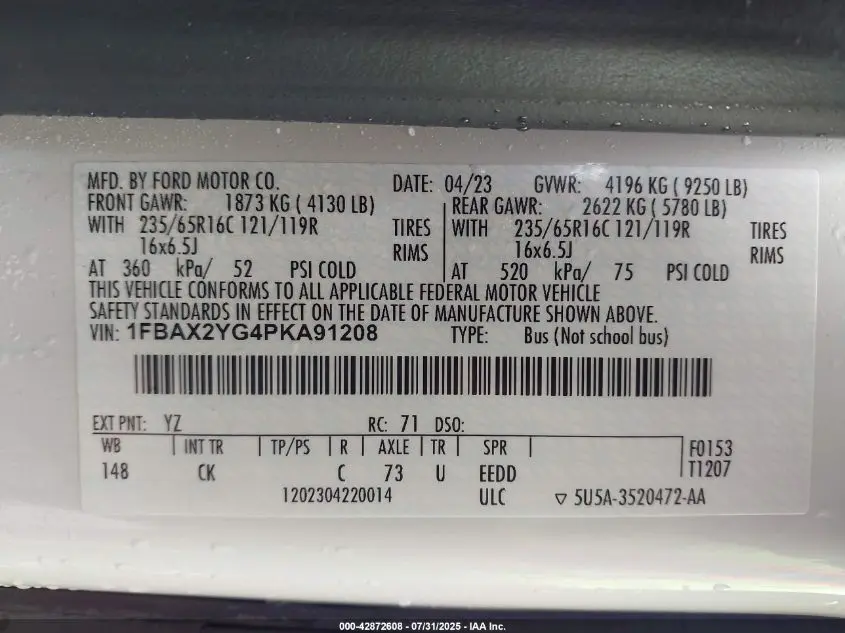 MFD. BY FORD MOTOR CO. DATE: 04/23 GVWR: 4196 KG ( 9250 LB)
FRONT GAWR: 1873 KG ( 4130 LB) REAR GAWR: 2622 KG ( 5780 LB)
WITH 235/65R16C 121/119R TIRES WITH 235/65R16C 121/119R TIRES
16x6.5J RIMS 16x6.5J RIMS
AT 360 kPa/ 52 PSI COLD AT 520 kPa/ 75 PSI COLD
THIS VEHICLE CONFORMS TO ALL APPLICABLE FEDERAL MOTOR VEHICLE
SAFETY STANDARDS IN EFFECT ON THE DATE OF MANUFACTURE SHOWN ABOVE.
VIN: 1FBAX2YG4PKA91208 TYPE: Bus (Not school bus)
EXT PNT: YZ RC: 71 DSO:
WB INT TR TP/PS R AXLE TR SPR F0153
148 CK C 73 U EEDD T1207
1202304220014 ULC ▽ 5U5A-3520472-AA
000-42872608 - 07/31/2025 - IAA Inc.